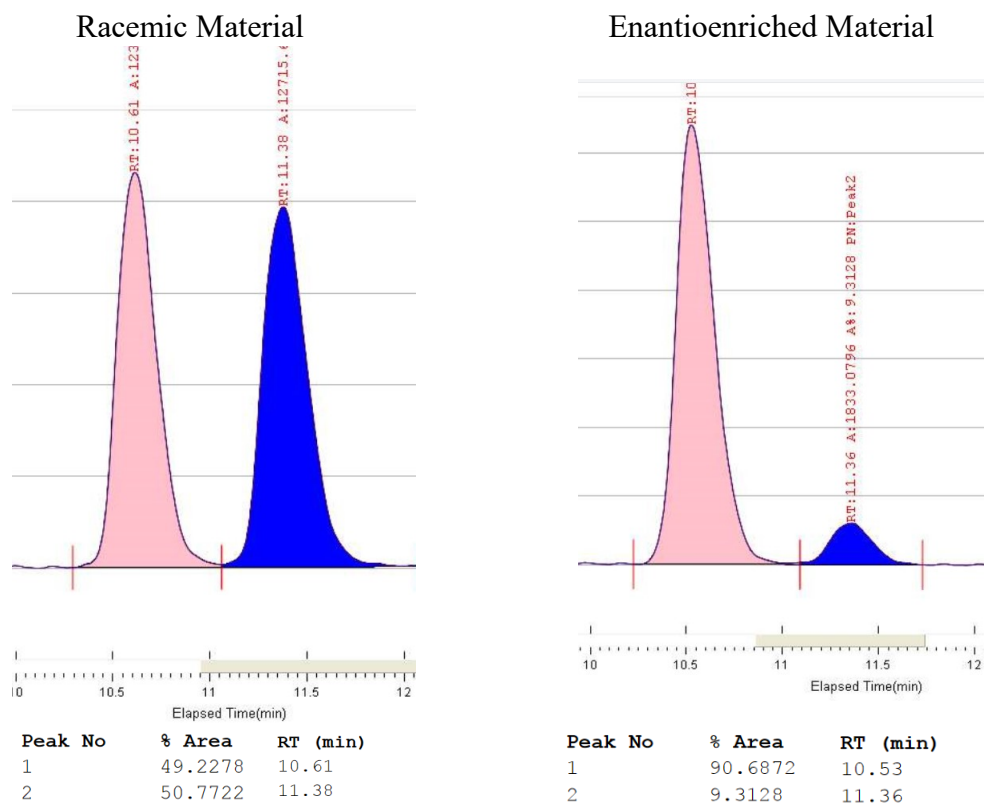 Racemic Material
RT:10.61 A:123
RT:11.38 A:12715.
10 10.5 11 11.5 12
Elapsed Time(min)
Peak No % Area RT (min)
1 49.2278 10.61
2 50.7722 11.38
Enantioenriched Material
RT:10
RT:11.36 A:1833.0796 A%:9.3128 PN:Peak2
10 10.5 11 11.5 12
Elapsed Time(min)
Peak No % Area RT (min)
1 90.6872 10.53
2 9.3128 11.36